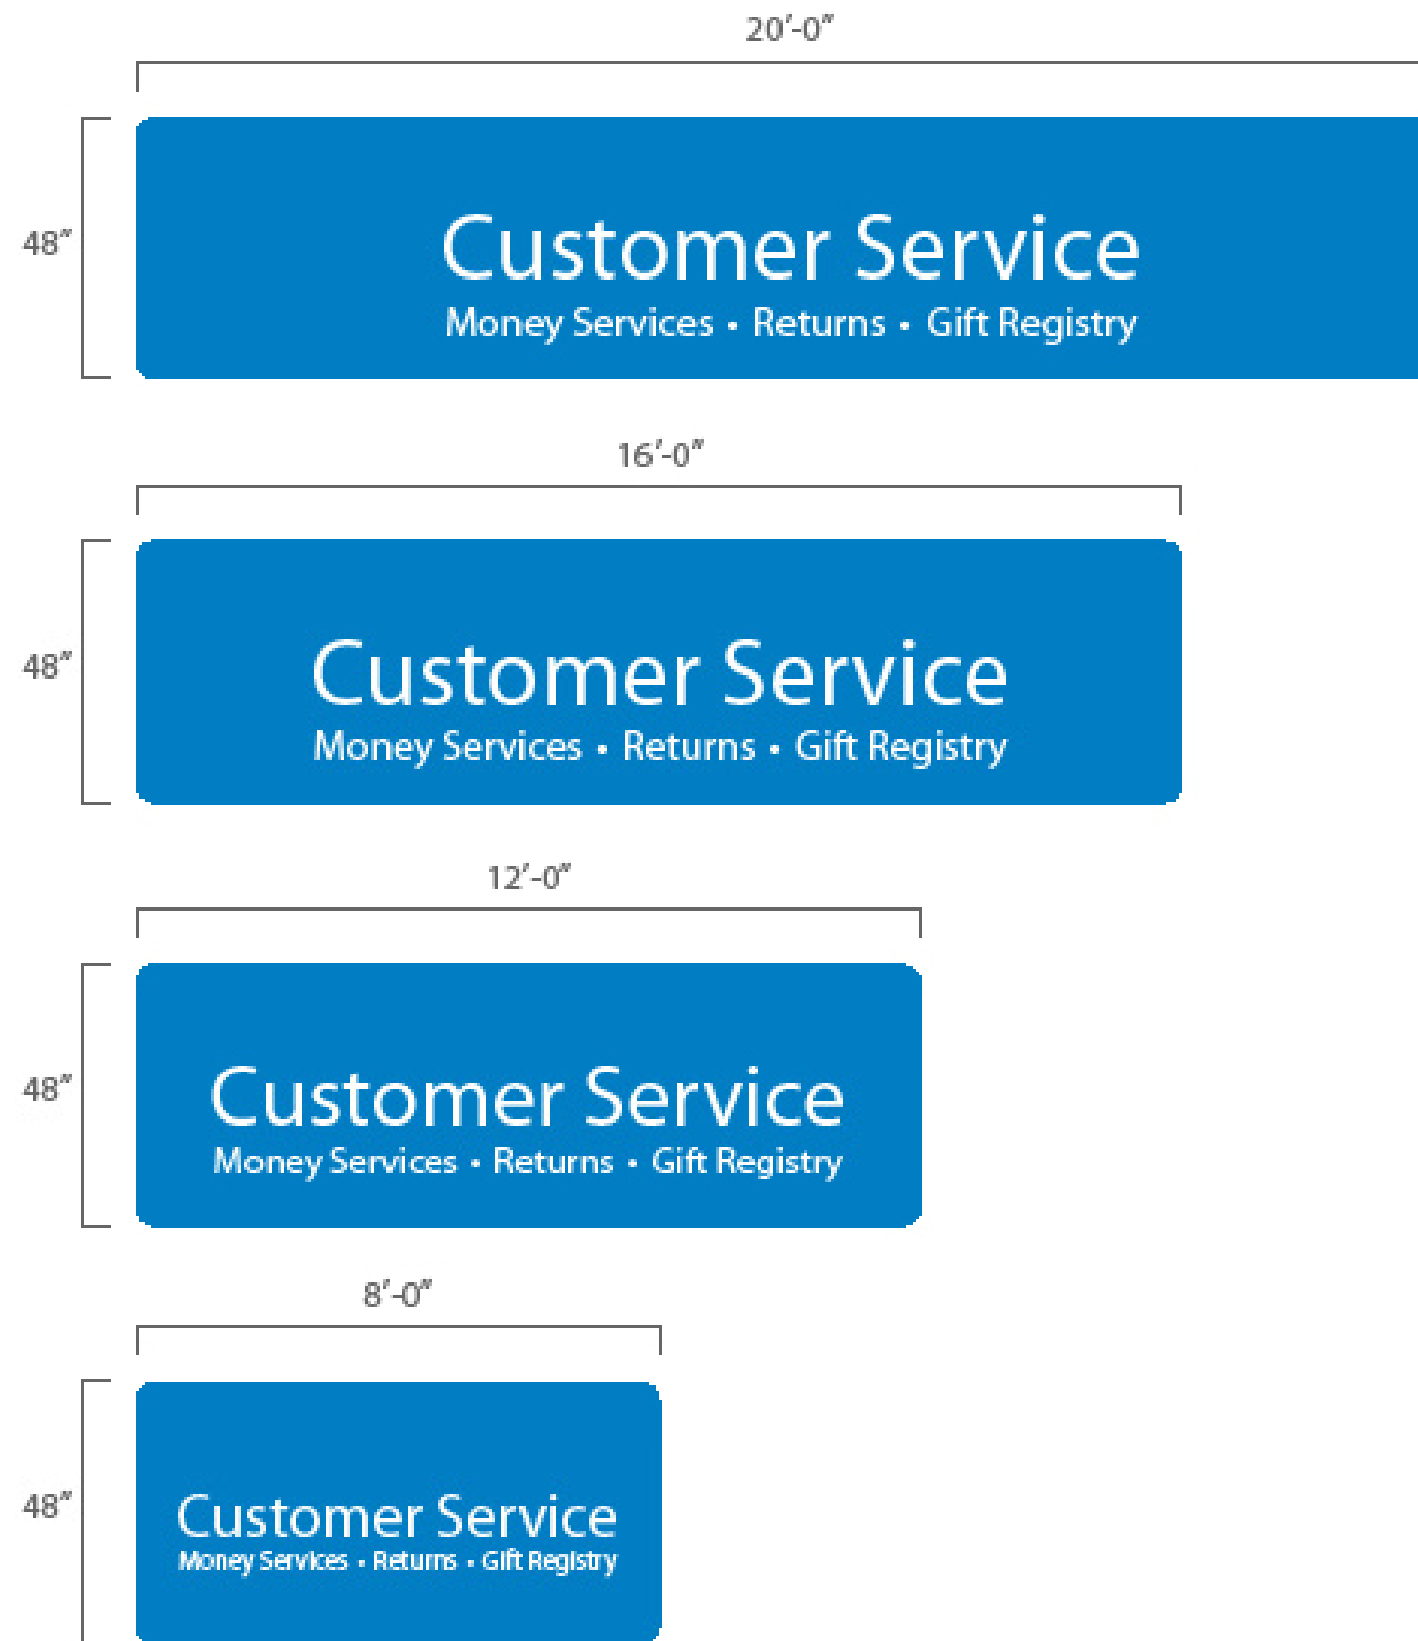 20′-0″
48″
Customer Service
Money Services • Returns • Gift Registry
16′-0″
48″
Customer Service
Money Services • Returns • Gift Registry
12′-0″
48″
Customer Service
Money Services • Returns • Gift Registry
8′-0″
48″
Customer Service
Money Services • Returns • Gift Registry